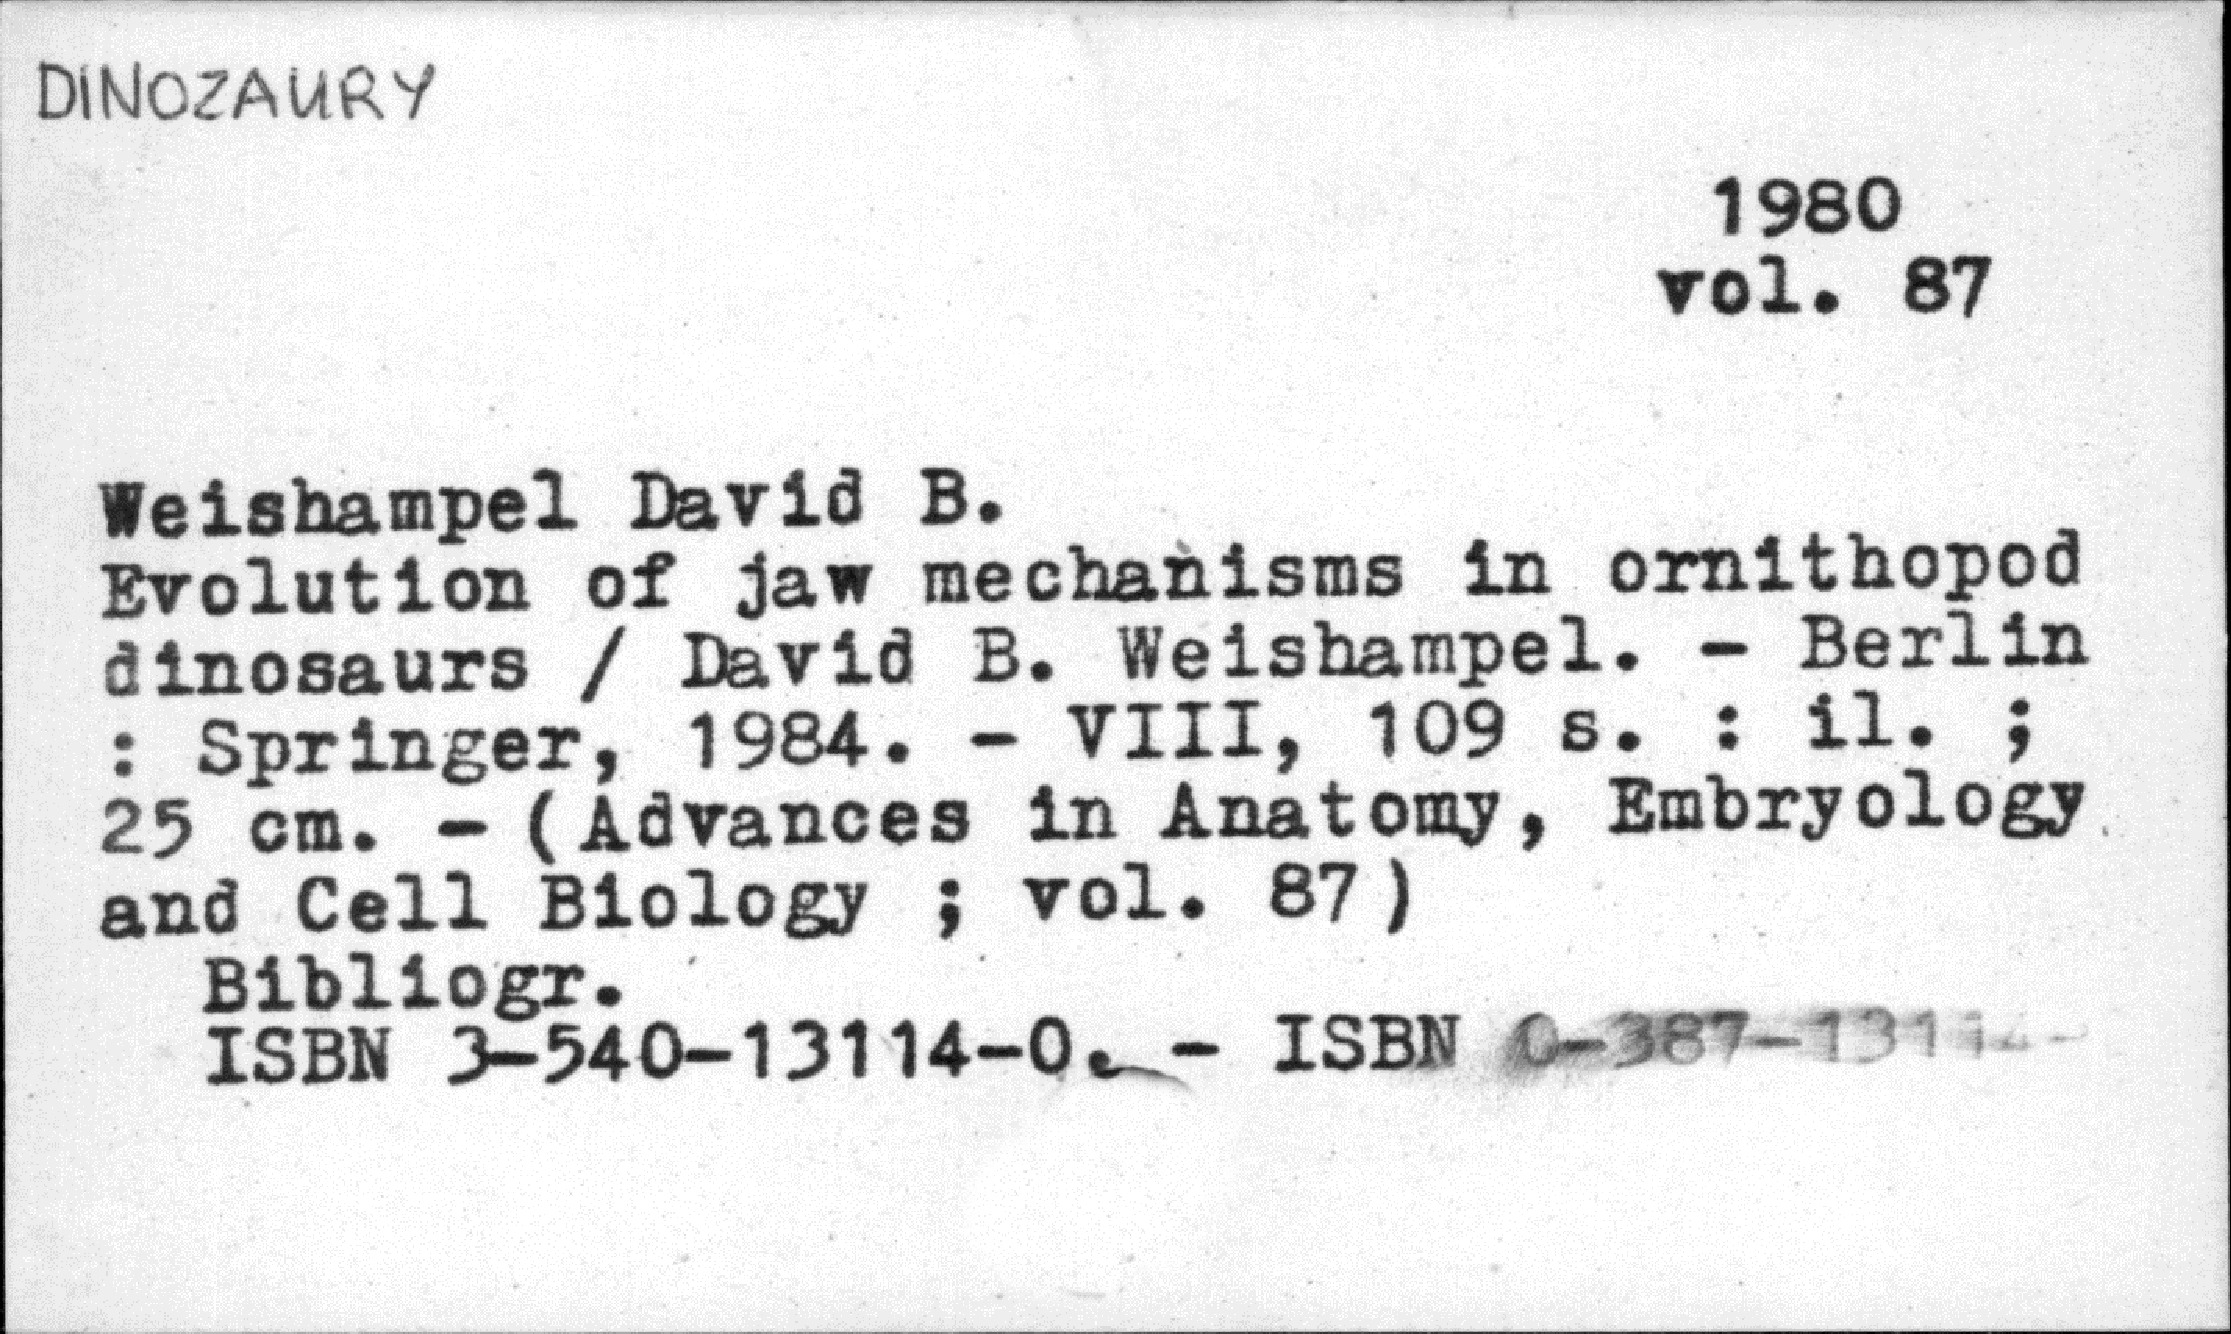 DINOZAURY
1980
vol. 87
Weishampel David B.
Evolution of jaw mechanisms in ornithopod
dinosaurs / David B. Weishampel. - Berlin
: Springer, 1984. - VIII, 109 s. : il. ;
25 cm. - (Advances in Anatomy, Embryology
and Cell Biology ; vol. 87)
Bibliogr.
ISBN 3-540-13114-0. - ISBN